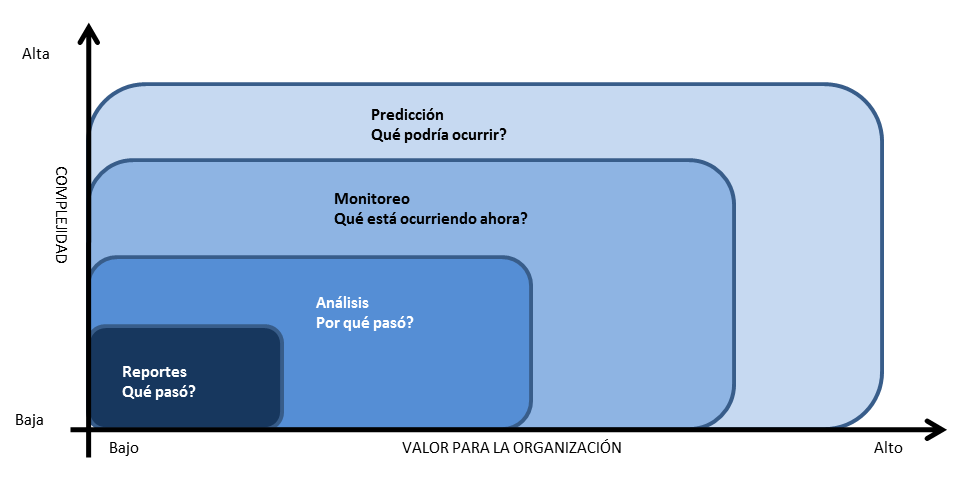 Alta
Predicción
Qué podría ocurrir?
COMPLEJIDAD
Monitoreo
Qué está ocurriendo ahora?
Análisis
Por qué pasó?
Reportes
Qué pasó?
Baja
Bajo
VALOR PARA LA ORGANIZACIÓN
Alto